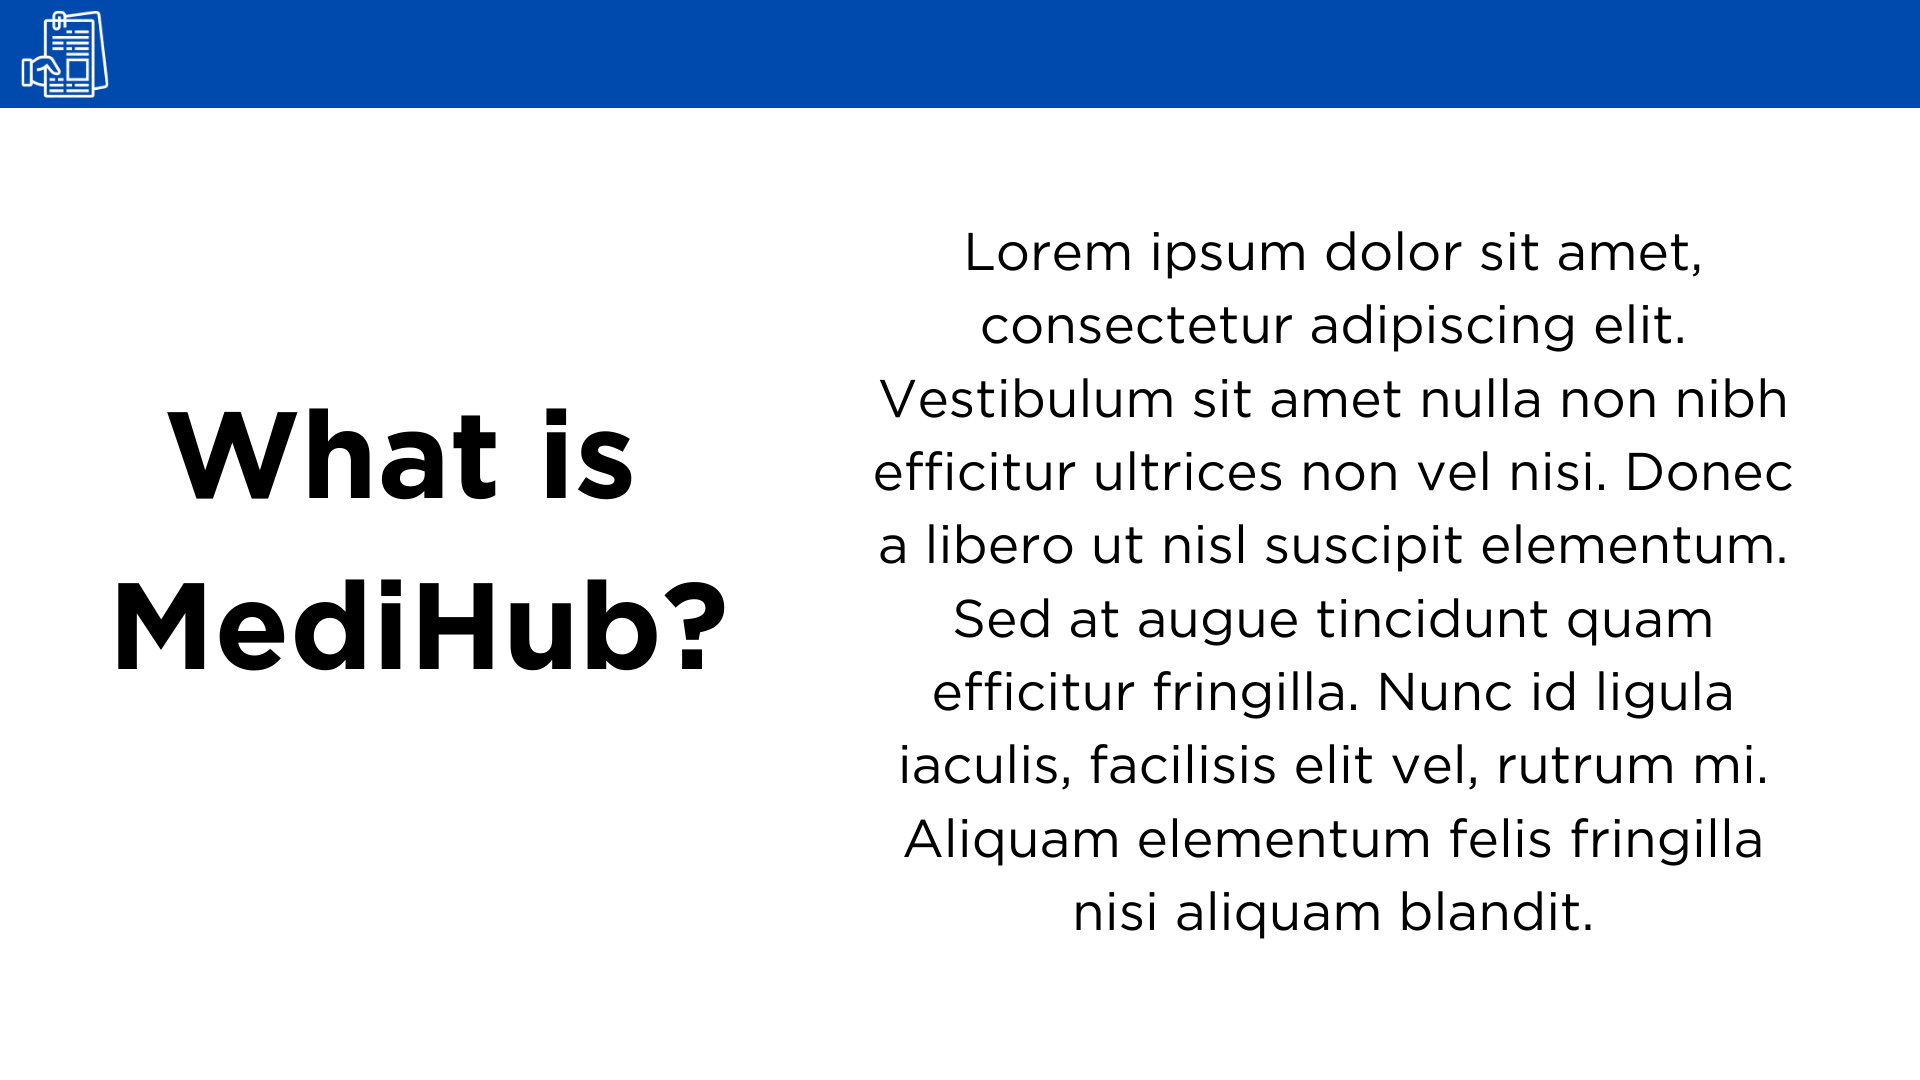 What is
MediHub?
Lorem ipsum dolor sit amet,
consectetur adipiscing elit.
Vestibulum sit amet nulla non nibh
efficitur ultrices non vel nisi. Donec
a libero ut nisl suscipit elementum.
Sed at augue tincidunt quam
efficitur fringilla. Nunc id ligula
iaculis, facilisis elit vel, rutrum mi.
Aliquam elementum felis fringilla
nisi aliquam blandit.